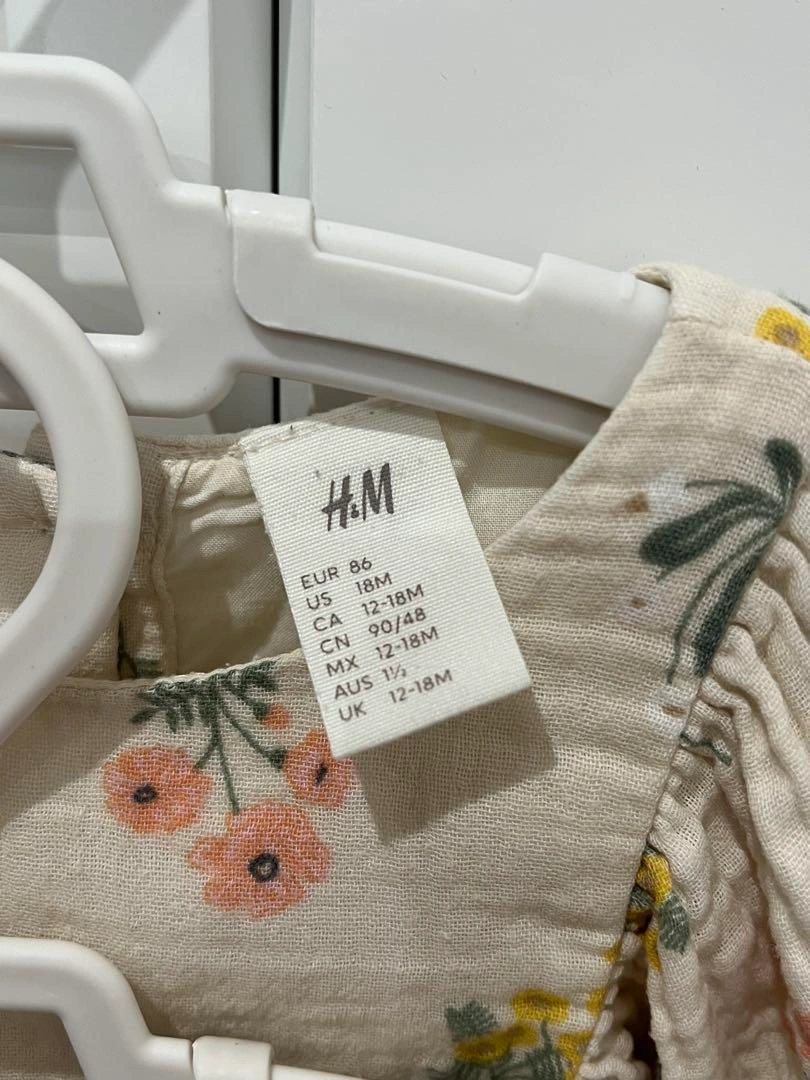 H&M
EUR 86
US 18M
CA 12-18M
CN 90/48
MX 12-18M
AUS 1½
UK 12-18M